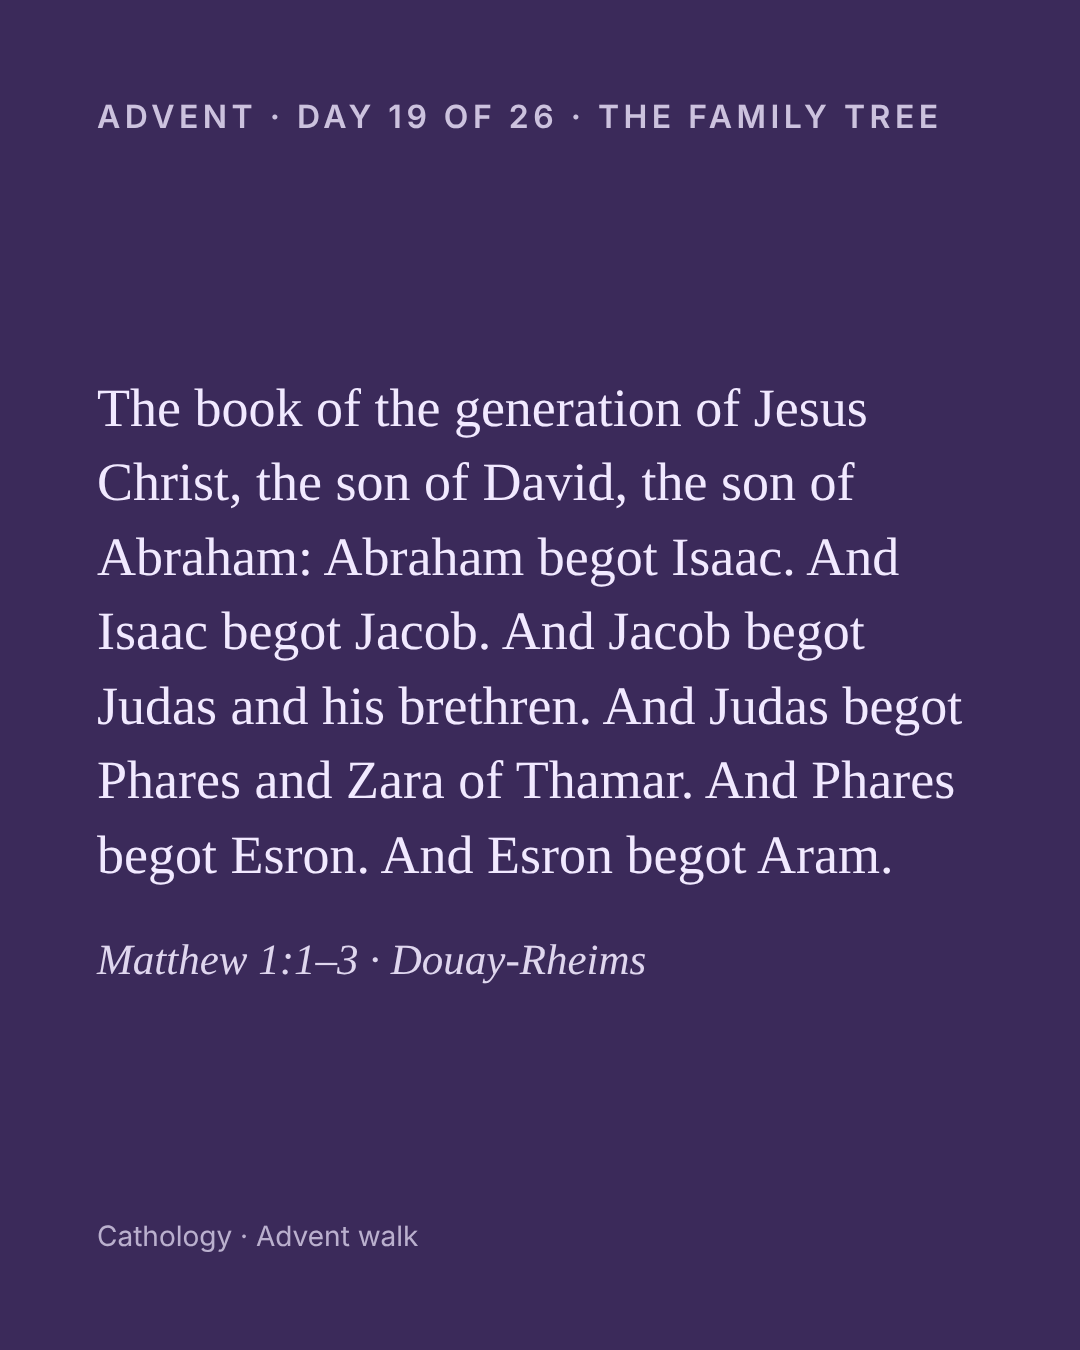 ADVENT · DAY 19 OF 26 · THE FAMILY TREE
The book of the generation of Jesus
Christ, the son of David, the son of
Abraham: Abraham begot Isaac. And
Isaac begot Jacob. And Jacob begot
Judas and his brethren. And Judas begot
Phares and Zara of Thamar. And Phares
begot Esron. And Esron begot Aram.
Matthew 1:1–3 · Douay-Rheims
Cathology · Advent walk